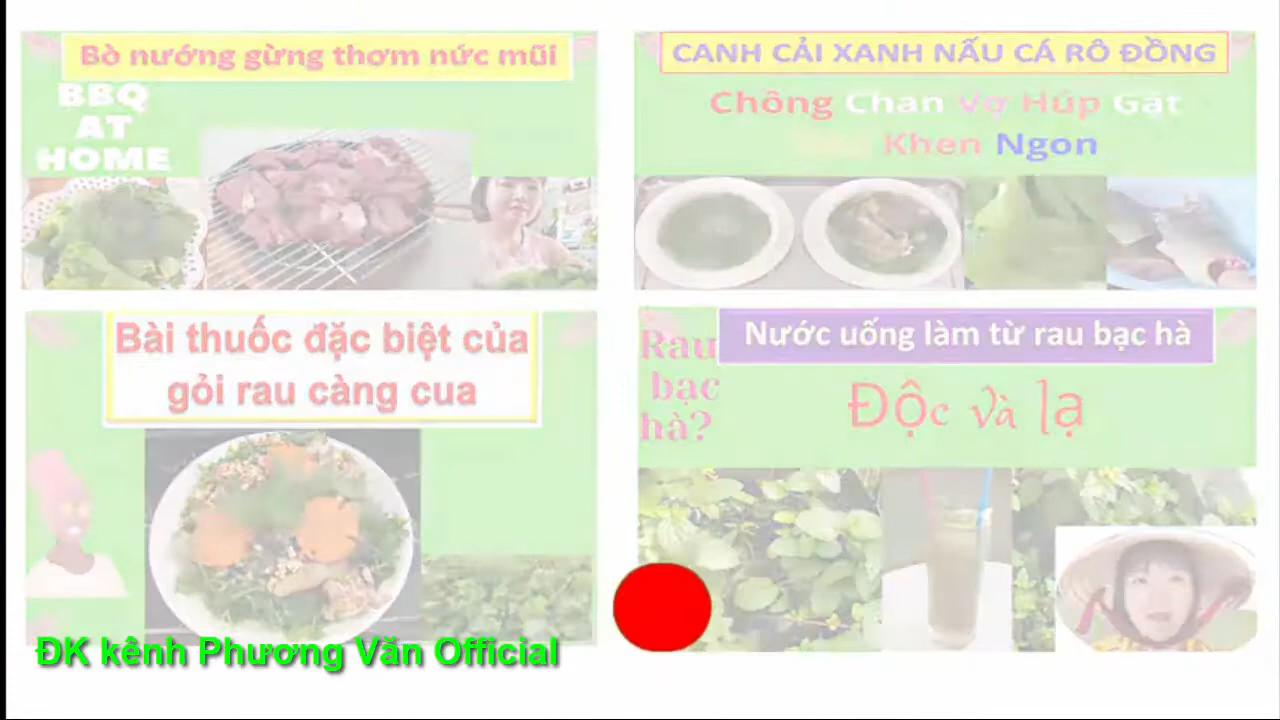 Bò nướng gừng thơm nức mũi
BBQ
AT
HOME
CANH CẢI XANH NẤU CÁ RÔ ĐỒNG
Chồng Chan Vợ Húp Gật
Khen Ngon
Bài thuốc đặc biệt của
gỏi rau càng cua
Rau
bạc
hà?
Nước uống làm từ rau bạc hà
Độc và lạ
ĐK kênh Phương Văn Official